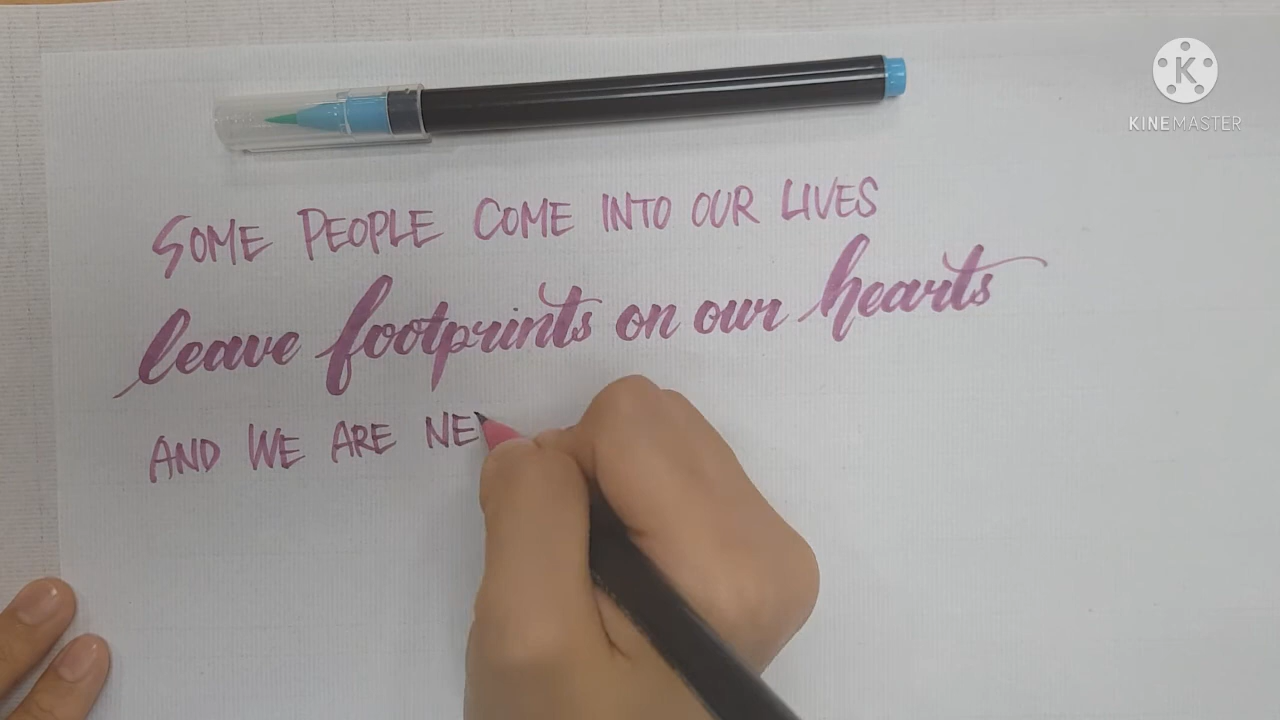 KINEMASTER
SOME PEOPLE COME INTO OUR LIVES
leave footprints on our hearts
AND WE ARE NE